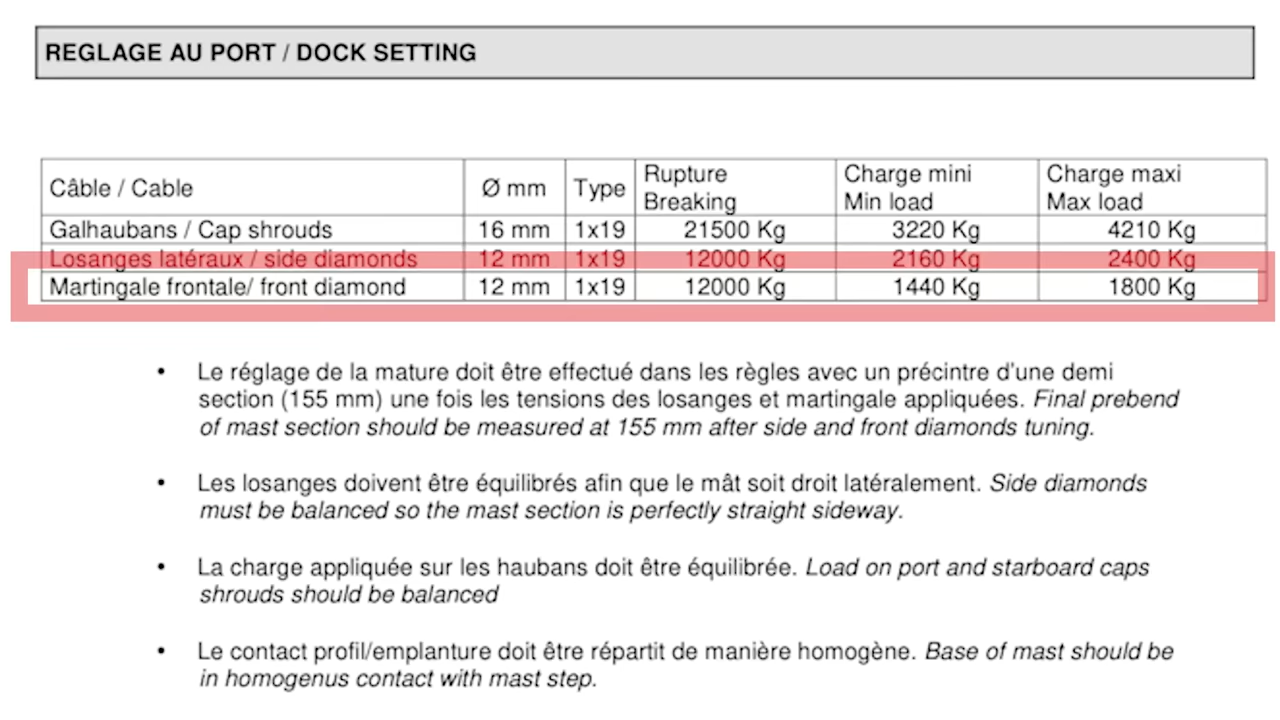 REGLAGE AU PORT / DOCK SETTING
Câble / Cable Ø mm Type Rupture Breaking Charge mini Min load Charge maxi Max load
Galhaubans / Cap shrouds 16 mm 1x19 21500 Kg 3220 Kg 4210 Kg
Losanges latéraux / side diamonds 12 mm 1x19 12000 Kg 2160 Kg 2400 Kg
Martingale frontale/ front diamond 12 mm 1x19 12000 Kg 1440 Kg 1800 Kg
• Le réglage de la mature doit être effectué dans les règles avec un précintre d'une demi
section (155 mm) une fois les tensions des losanges et martingale appliquées. Final prebend
of mast section should be measured at 155 mm after side and front diamonds tuning.
• Les losanges doivent être équilibrés afin que le mât soit droit latéralement. Side diamonds
must be balanced so the mast section is perfectly straight sideway.
• La charge appliquée sur les haubans doit être équilibrée. Load on port and starboard caps
shrouds should be balanced
• Le contact profil/emplanture doit être répartit de manière homogène. Base of mast should be
in homogenus contact with mast step.